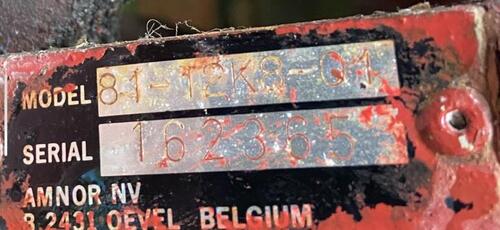 MODEL 81-12K8-01
SERIAL 162365
AMNOR NV
B.2431 OEVEL BELGIUM